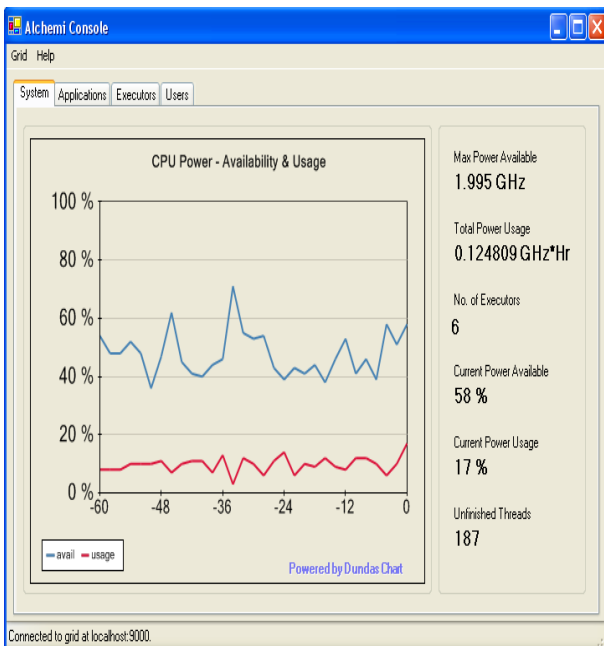 Alchemi Console
Grid Help
System Applications Executors Users
CPU Power - Availability & Usage
100 %
80 %
60 %
40 %
20 %
0 %
-60 -48 -36 -24 -12 0
avail usage
Powered by Dundas Chart
Max Power Available
1.995 GHz
Total Power Usage
0.124809 GHz*Hr
No. of Executors
6
Current Power Available
58 %
Current Power Usage
17 %
Unfinished Threads
187
Connected to grid at localhost:9000.